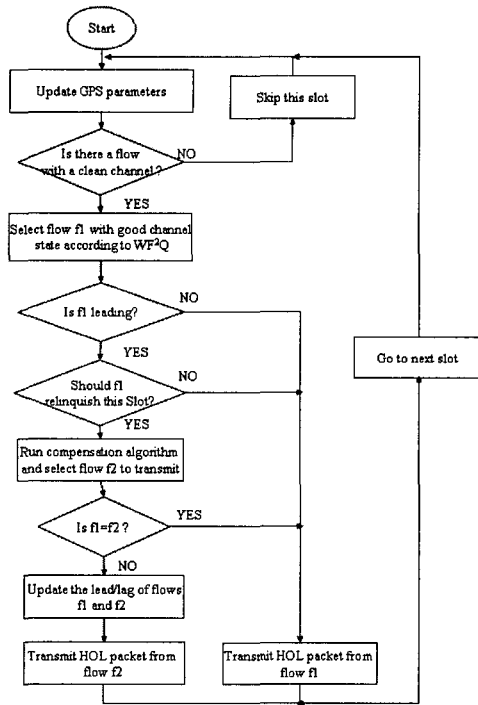 Start
Update GPS parameters
Skip this slot
Is there a flow
with a clean channel?
NO
YES
Select flow f1 with good channel
state according to WF²Q
Is f1 leading?
NO
YES
Should f1
relinquish this Slot?
NO
YES
Go to next slot
Run compensation algorithm
and select flow f2 to transmit
Is f1=f2?
YES
NO
Update the lead/lag of flows
f1 and f2
Transmit HOL packet from
flow f2
Transmit HOL packet from
flow f1